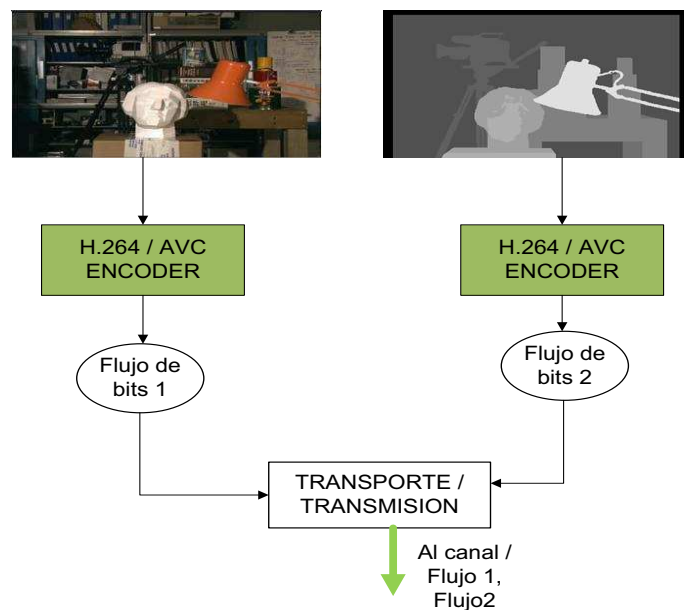 H.264 / AVC
ENCODER
H.264 / AVC
ENCODER
Flujo de
bits 1
Flujo de
bits 2
TRANSPORTE /
TRANSMISION
Al canal /
Flujo 1,
Flujo2